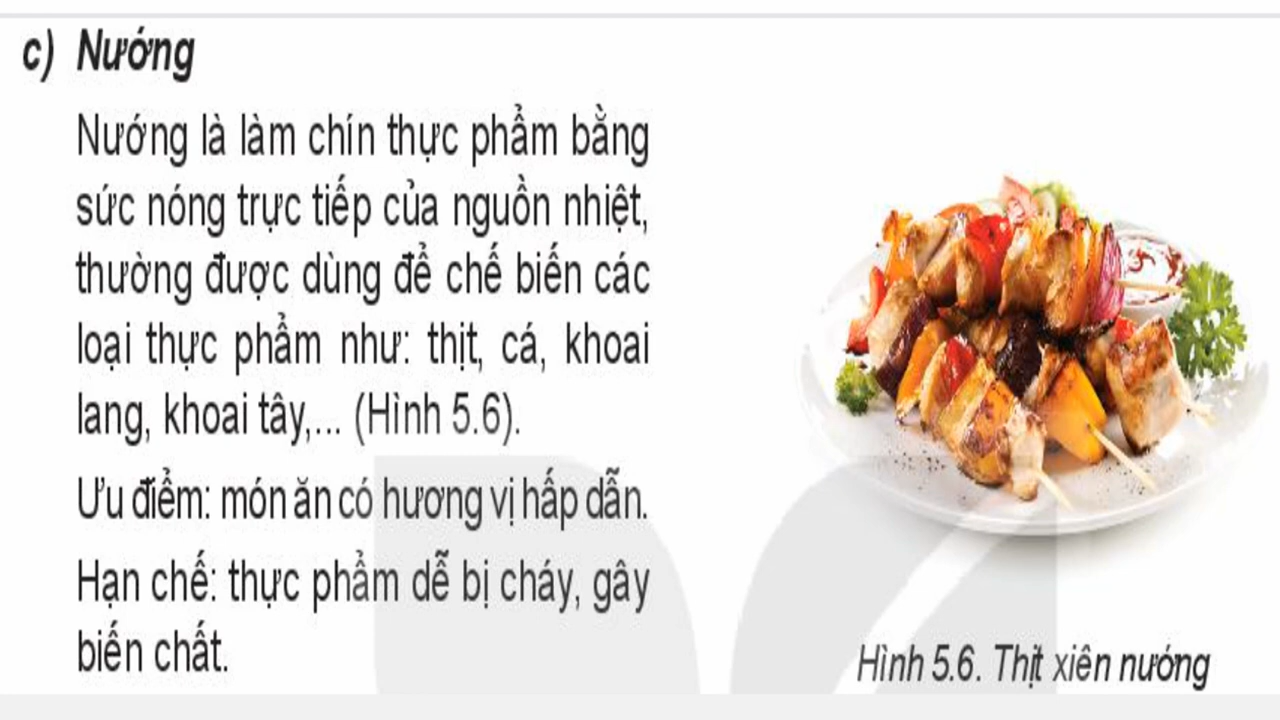 c) Nướng
Nướng là làm chín thực phẩm bằng
sức nóng trực tiếp của nguồn nhiệt,
thường được dùng để chế biến các
loại thực phẩm như: thịt, cá, khoai
lang, khoai tây,... (Hình 5.6).
Ưu điểm: món ăn có hương vị hấp dẫn.
Hạn chế: thực phẩm dễ bị cháy, gây
biến chất.
Hình 5.6. Thịt xiên nướng